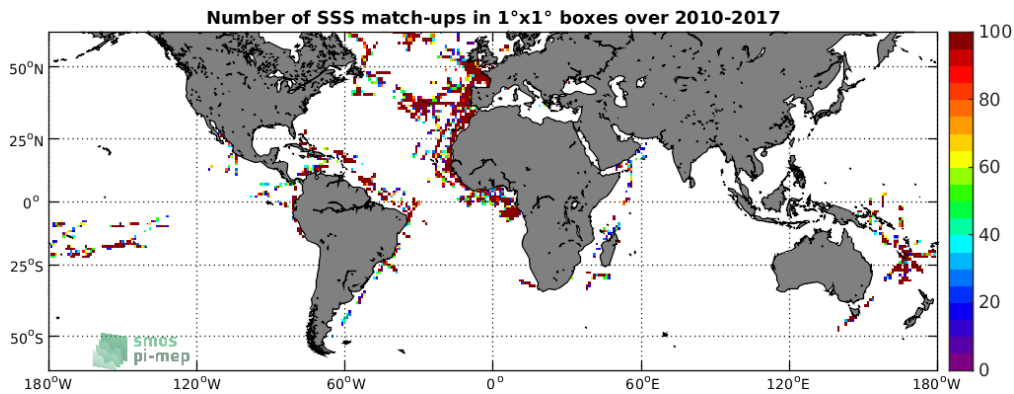 Number of SSS match-ups in 1°x1° boxes over 2010-2017
50°N
25°N
0°
25°S
50°S
180°W
120°W
60°W
0°
60°E
120°E
180°W
100
80
60
40
20
0
smos
pi-mep